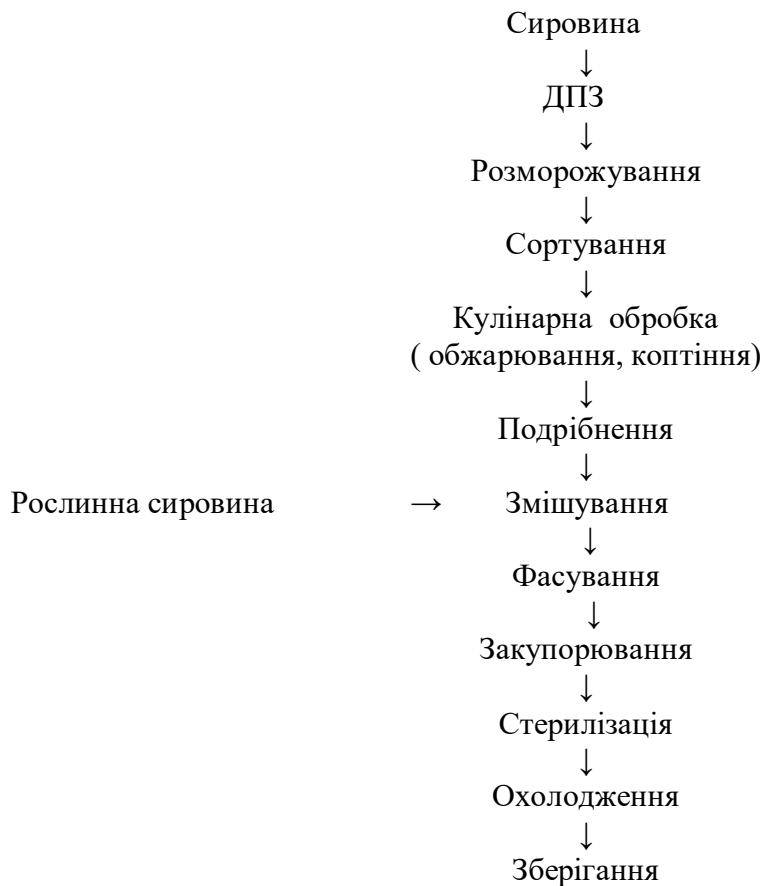 Сировина
↓
ДПЗ
↓
Розморожування
↓
Сортування
↓
Кулінарна обробка
( обжарювання, коптіння)
↓
Подрібнення
↓
Рослинна сировина → Змішування
↓
Фасування
↓
Закупорювання
↓
Стерилізація
↓
Охолодження
↓
Зберігання